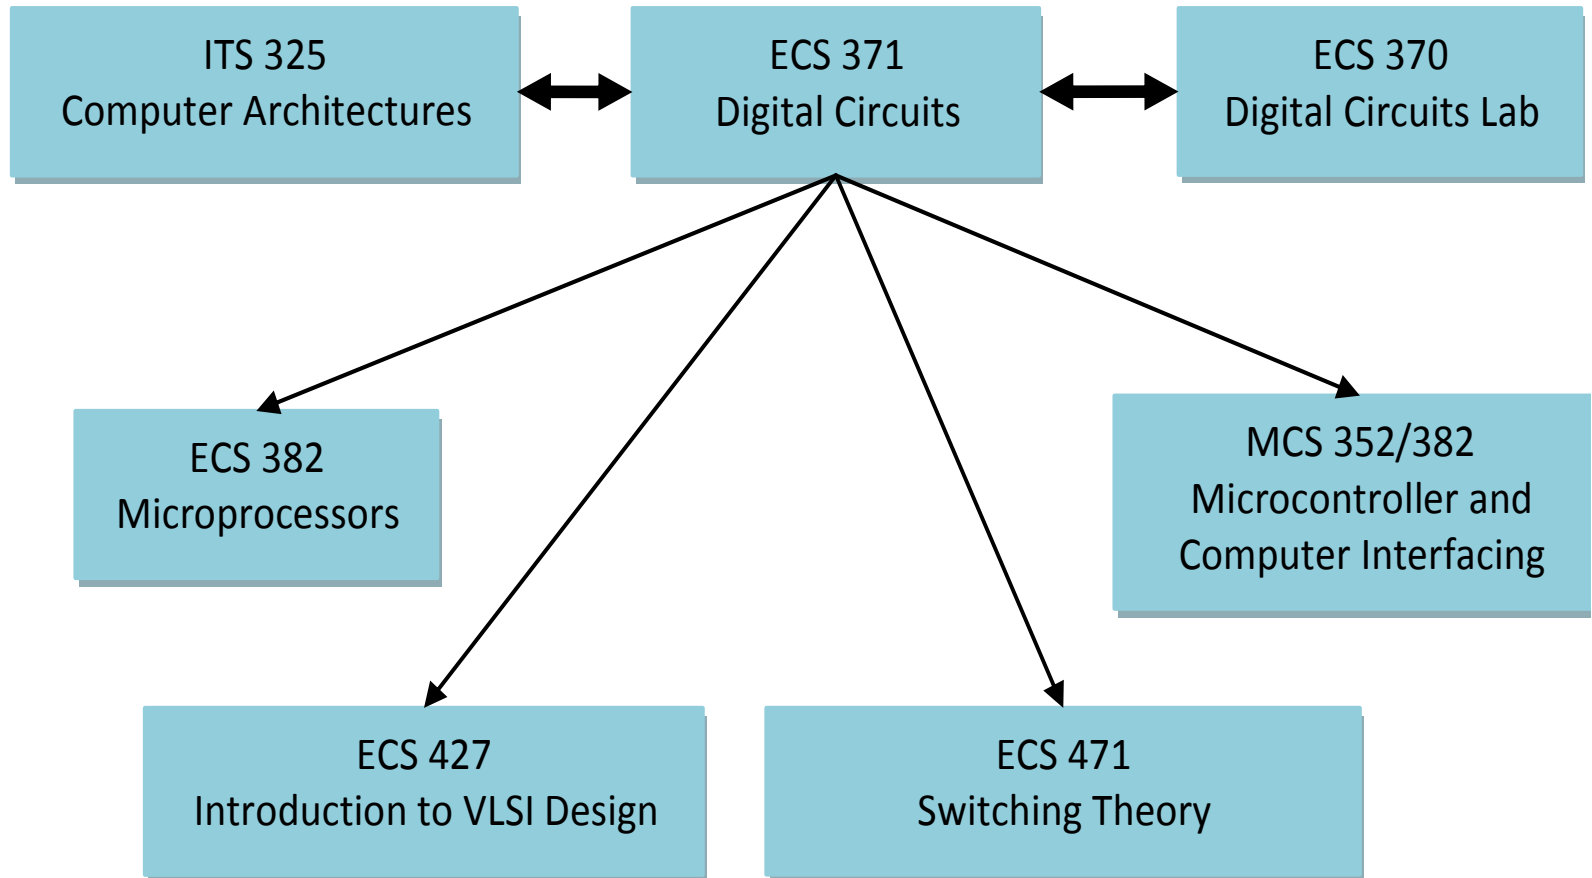 ITS 325
Computer Architectures
ECS 371
Digital Circuits
ECS 370
Digital Circuits Lab
ECS 382
Microprocessors
MCS 352/382
Microcontroller and
Computer Interfacing
ECS 427
Introduction to VLSI Design
ECS 471
Switching Theory